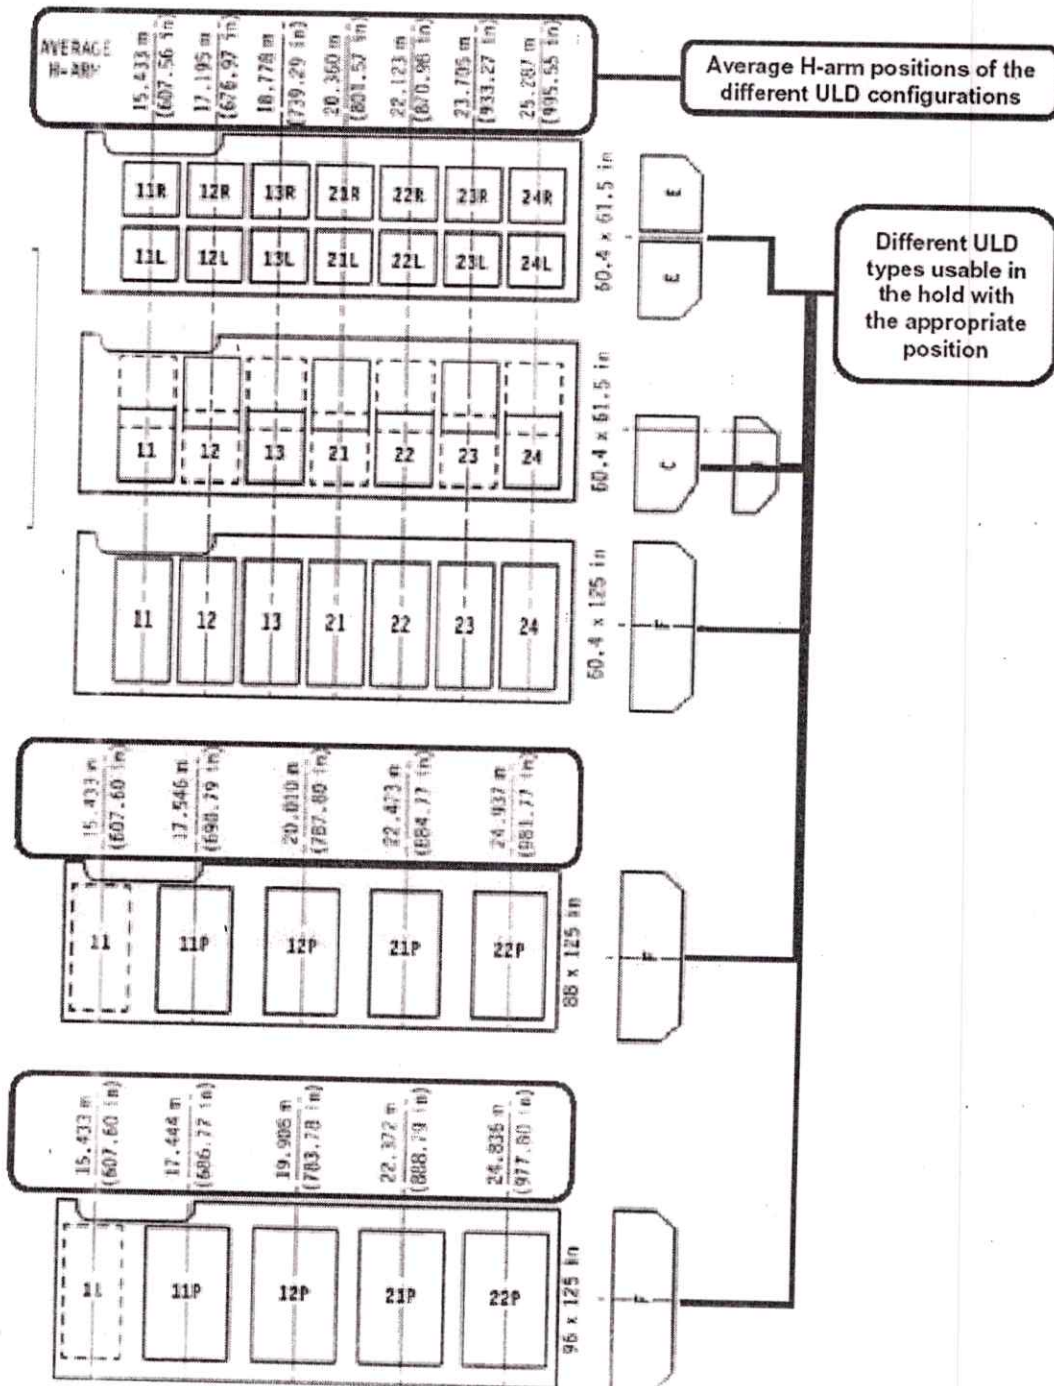 AVERAGE
H-ARM
15.433 m
(607.56 in)
17.195 m
(676.97 in)
18.778 m
(739.29 in)
20.360 m
(801.57 in)
22.123 m
(870.98 in)
23.705 m
(933.27 in)
25.287 m
(995.55 in)
Average H-arm positions of the
different ULD configurations
11R
12R
13R
21R
22R
23R
24R
11L
12L
13L
21L
22L
23L
24L
60.4 x 61.5 in
E
E
Different ULD
types usable in
the hold with
the appropriate
position
11
12
13
21
22
23
24
60.4 x 61.5 in
C
11
12
13
21
22
23
24
60.4 x 125 in
F
15.433 m
(607.60 in)
17.546 m
(690.79 in)
20.010 m
(787.80 in)
22.473 m
(884.77 in)
24.937 m
(981.77 in)
11
11P
12P
21P
22P
88 x 125 in
F
15.433 m
(607.60 in)
17.444 m
(686.77 in)
19.908 m
(783.78 in)
22.372 m
(888.79 in)
24.836 m
(977.80 in)
11P
12P
21P
22P
96 x 125 in
F